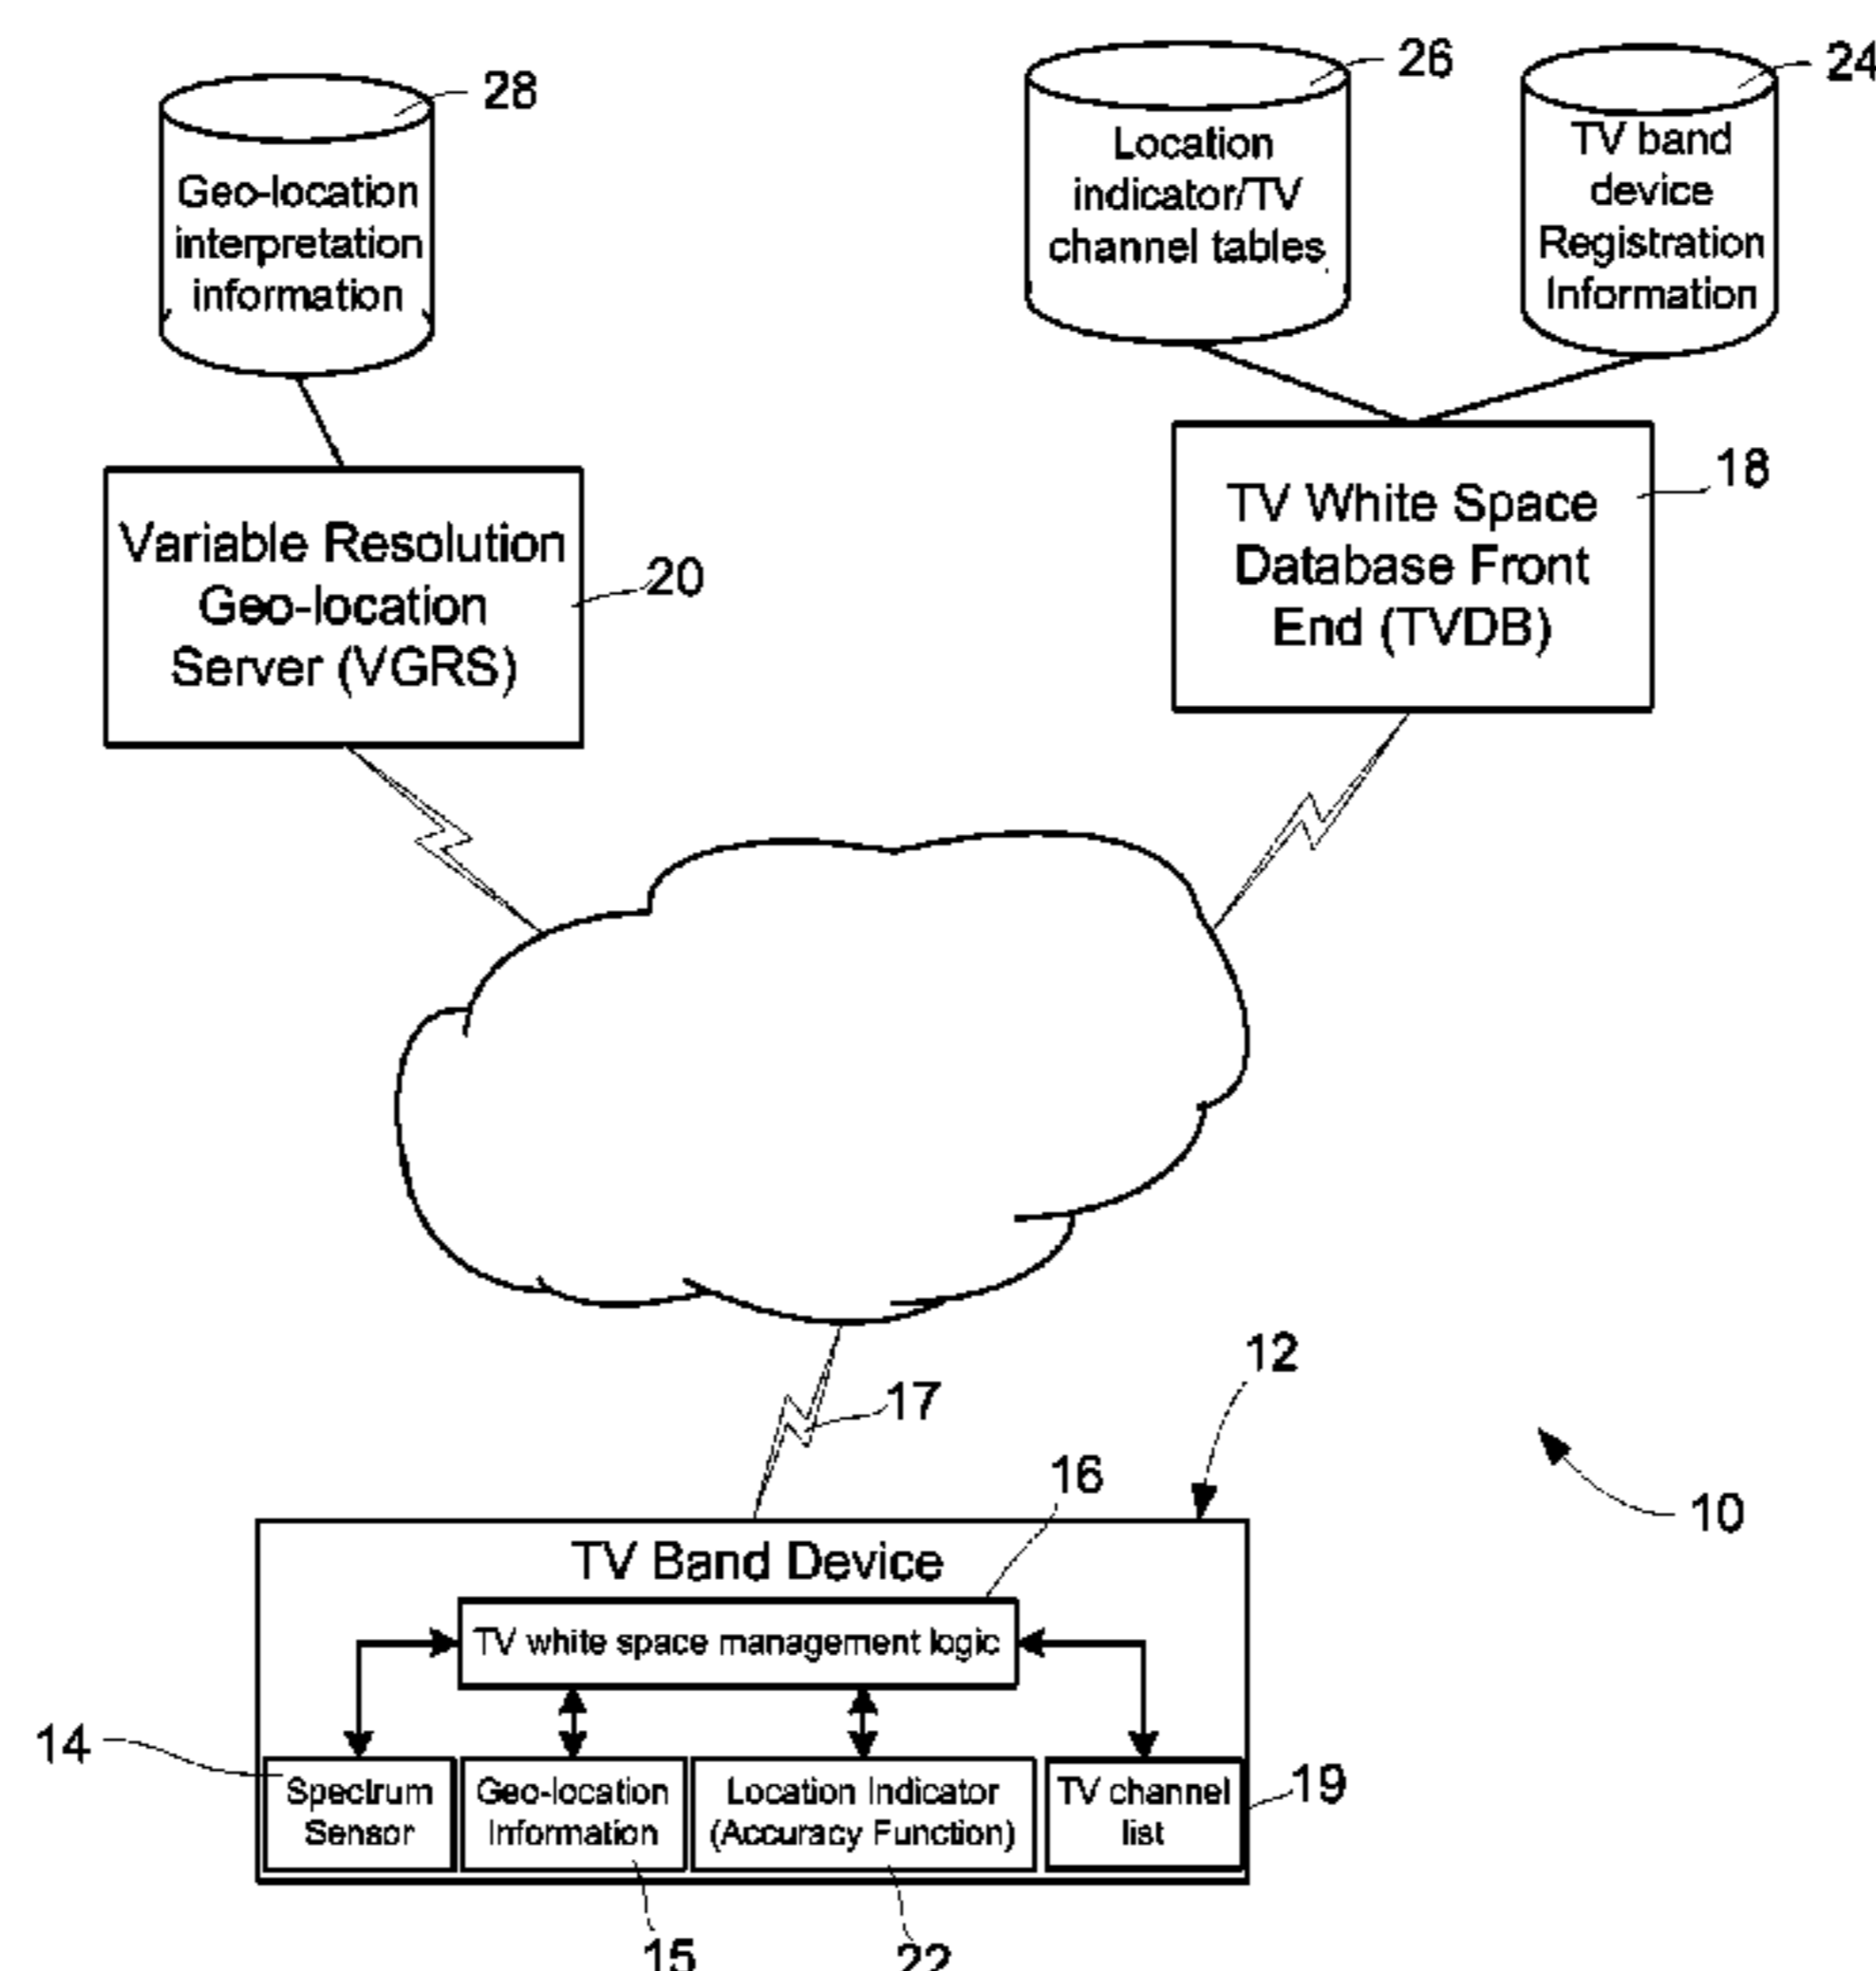 28
26
24
Geo-location
interpretation
information
Location
indicator/TV
channel tables
TV band
device
Registration
Information
Variable Resolution
Geo-location
Server (VGRS)
20
TV White Space
Database Front
End (TVDB)
18
17
12
10
16
TV Band Device
TV white space management logic
14
Spectrum
Sensor
Geo-location
Information
Location Indicator
(Accuracy Function)
TV channel
list
19
15
22